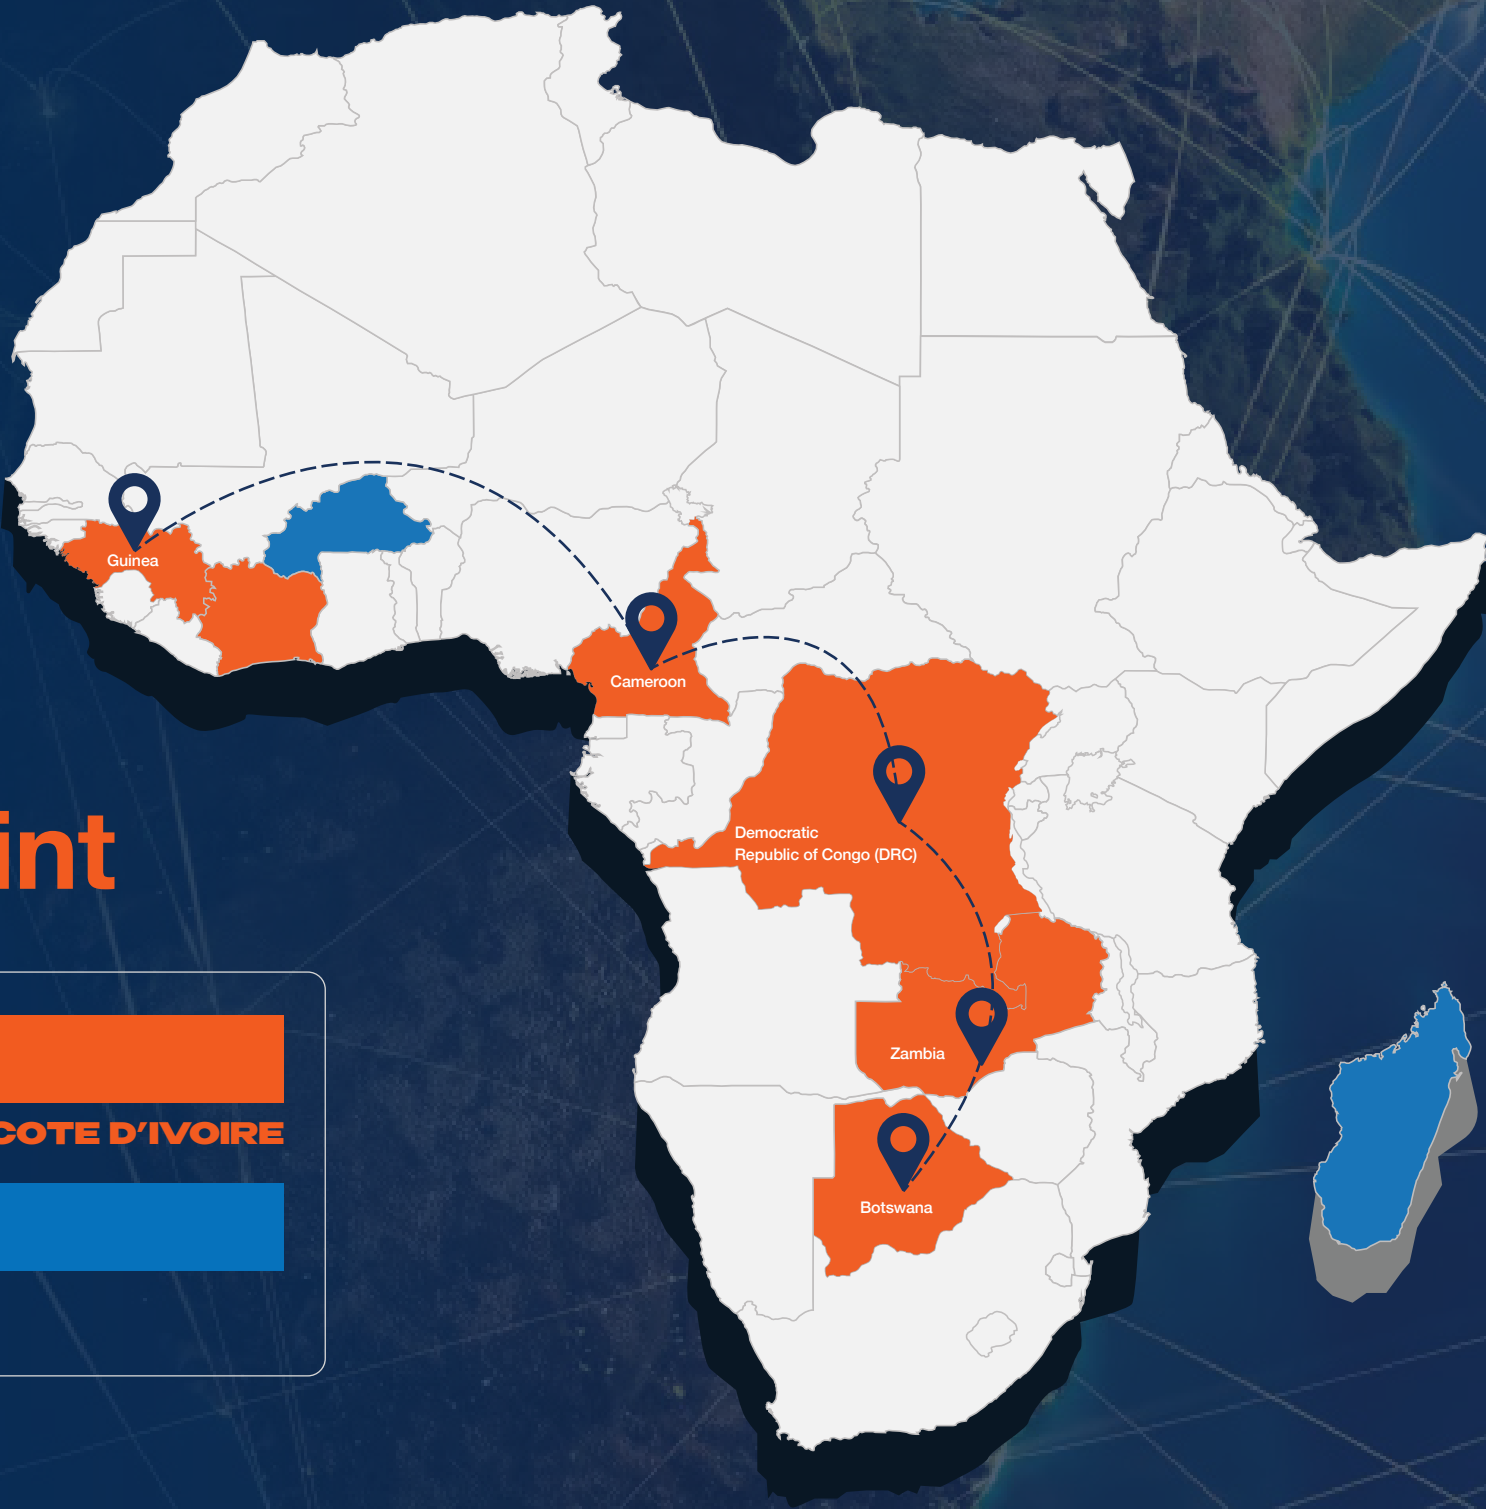 Guinea
Cameroon
Democratic
Republic of Congo (DRC)
int
COTE D'IVOIRE
Zambia
Botswana